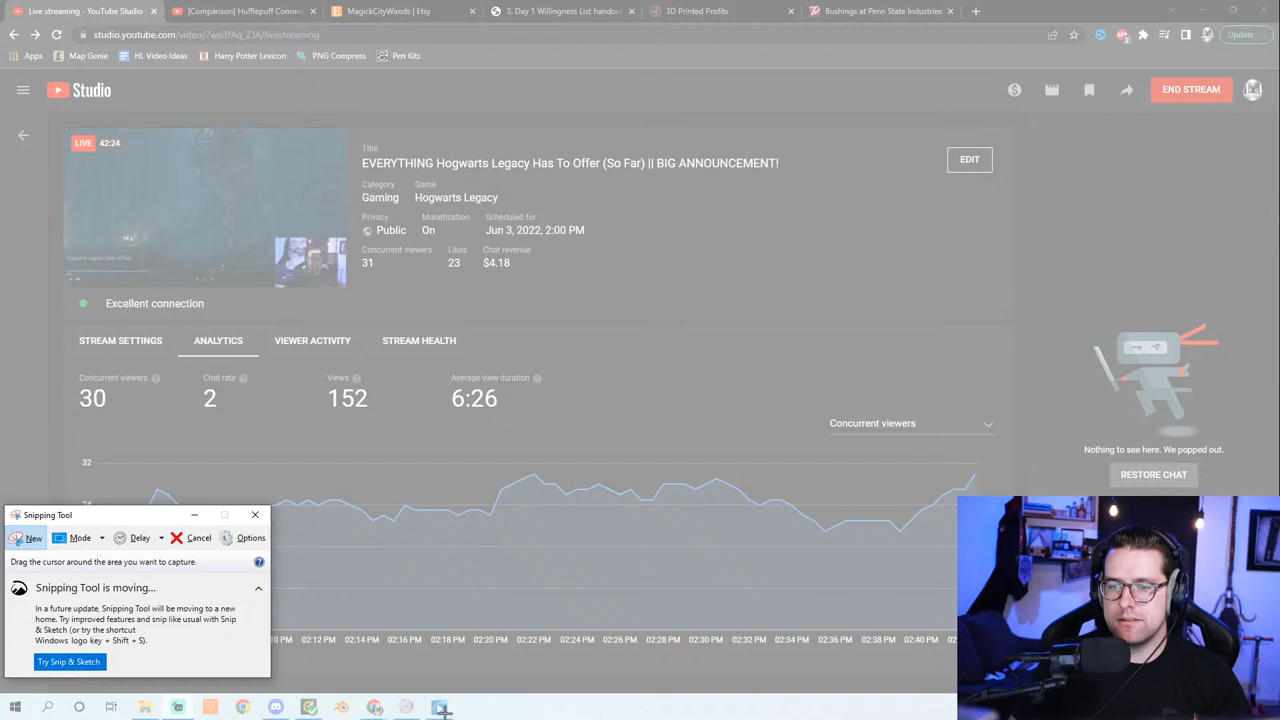 Live streaming - YouTube Studio
[Comparison] Hufflepuff Commo
MagickCityWands | Etsy
3. Day 1 Willingness List handou
3D Printed Profits
Bushings at Penn State Industries
studio.youtube.com/video/7wo3fAq_ZJA/livestreaming
Update
Apps
Map Genie
HL Video Ideas
Harry Potter Lexicon
PNG Compress
Pen Kits
Studio
END STREAM
LIVE 42:24
Title
EVERYTHING Hogwarts Legacy Has To Offer (So Far) || BIG ANNOUNCEMENT!
EDIT
Category Game
Gaming Hogwarts Legacy
Privacy Monetization Scheduled for
Public On Jun 3, 2022, 2:00 PM
Concurrent viewers Likes Chat revenue
31 23 $4.18
Excellent connection
STREAM SETTINGS ANALYTICS VIEWER ACTIVITY STREAM HEALTH
Concurrent viewers Chat rate Views Average view duration
30 2 152 6:26
Concurrent viewers
32
24
Nothing to see here. We popped out.
RESTORE CHAT
Snipping Tool
New Mode Delay Cancel Options
Drag the cursor around the area you want to capture.
Snipping Tool is moving...
In a future update, Snipping Tool will be moving to a new
home. Try improved features and snip like usual with Snip
& Sketch (or try the shortcut
Windows logo key + Shift + S).
Try Snip & Sketch
10 PM 02:12 PM 02:14 PM 02:16 PM 02:18 PM 02:20 PM 02:22 PM 02:24 PM 02:26 PM 02:28 PM 02:30 PM 02:32 PM 02:34 PM 02:36 PM 02:38 PM 02:40 PM